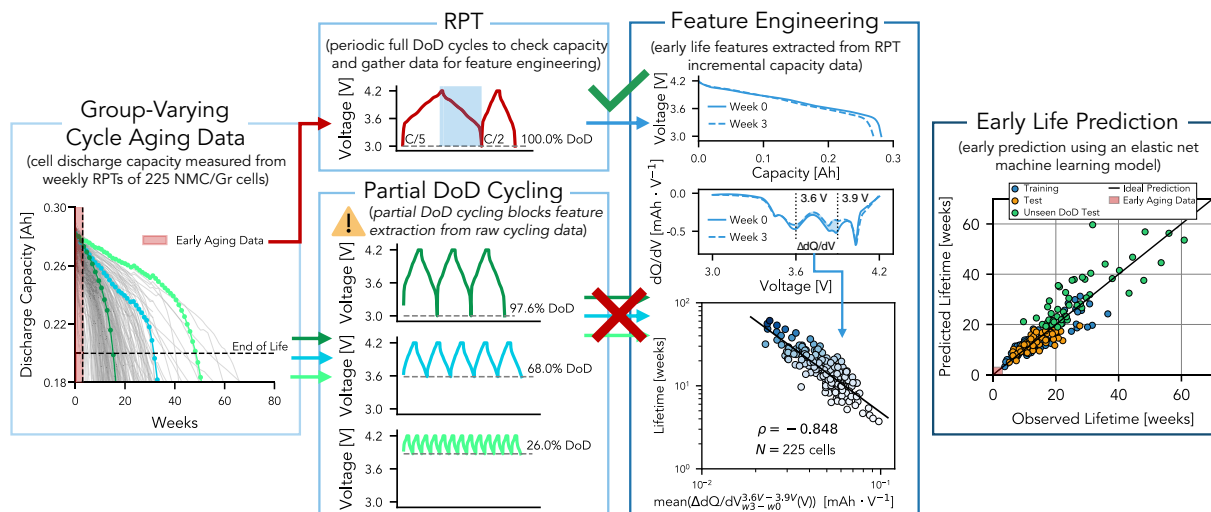 Group-Varying
Cycle Aging Data
(cell discharge capacity measured from
weekly RPTs of 225 NMC/Gr cells)
Discharge Capacity [Ah]
0.30
0.26
0.22
0.18
Early Aging Data
End of Life
0
20
40
60
80
Weeks
RPT
(periodic full DoD cycles to check capacity
and gather data for feature engineering)
Voltage [V]
4.2
3.6
3.0
C/5
C/2
100.0% DoD
Partial DoD Cycling
(partial DoD cycling blocks feature
extraction from raw cycling data)
Voltage [V]
4.2
3.6
3.0
97.6% DoD
Voltage [V]
4.2
3.6
3.0
68.0% DoD
Voltage [V]
4.2
3.6
3.0
26.0% DoD
Feature Engineering
(early life features extracted from RPT
incremental capacity data)
Voltage [V]
4.2
3.6
3.0
Week 0
Week 3
0.0
0.1
0.2
0.3
Capacity [Ah]
dQ/dV [mAh · V⁻¹]
0.0
-0.5
3.6 V
3.9 V
Week 0
Week 3
ΔdQ/dV
3.0
3.6
4.2
Voltage [V]
Lifetime [weeks]
10²
10¹
10⁰
ρ = −0.848
N = 225 cells
10⁻²
10⁻¹
mean(ΔdQ/dV^{3.6V−3.9V}_{w3−w0}(V)) [mAh · V⁻¹]
Early Life Prediction
(early prediction using an elastic net
machine learning model)
Training
Test
Unseen DoD Test
Ideal Prediction
Early Aging Data
Predicted Lifetime [weeks]
60
40
20
0
0
20
40
60
Observed Lifetime [weeks]